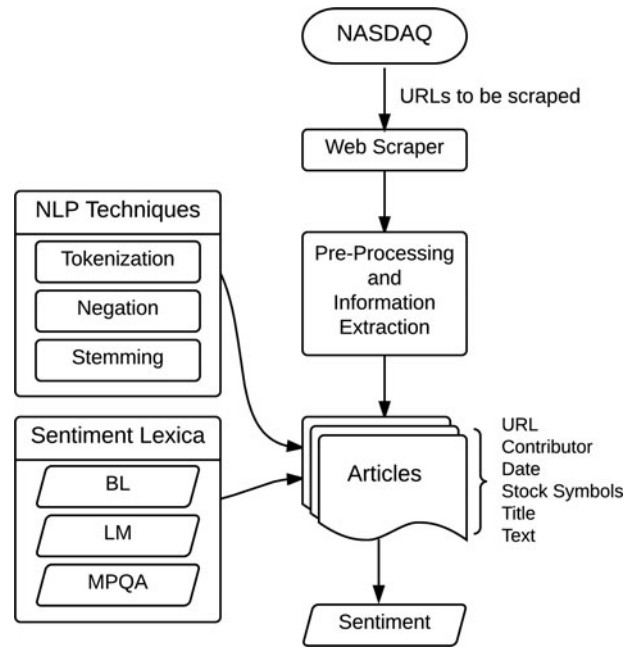 NASDAQ
URLs to be scraped
Web Scraper
NLP Techniques
Tokenization
Negation
Stemming
Pre-Processing
and
Information
Extraction
Sentiment Lexica
BL
LM
MPQA
Articles
URL
Contributor
Date
Stock Symbols
Title
Text
Sentiment